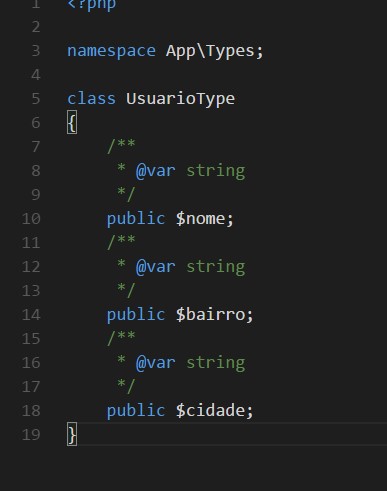 1 <?php
2
3 namespace App\Types;
4
5 class UsuarioType
6 {
7 /**
8 * @var string
9 */
10 public $nome;
11 /**
12 * @var string
13 */
14 public $bairro;
15 /**
16 * @var string
17 */
18 public $cidade;
19 }